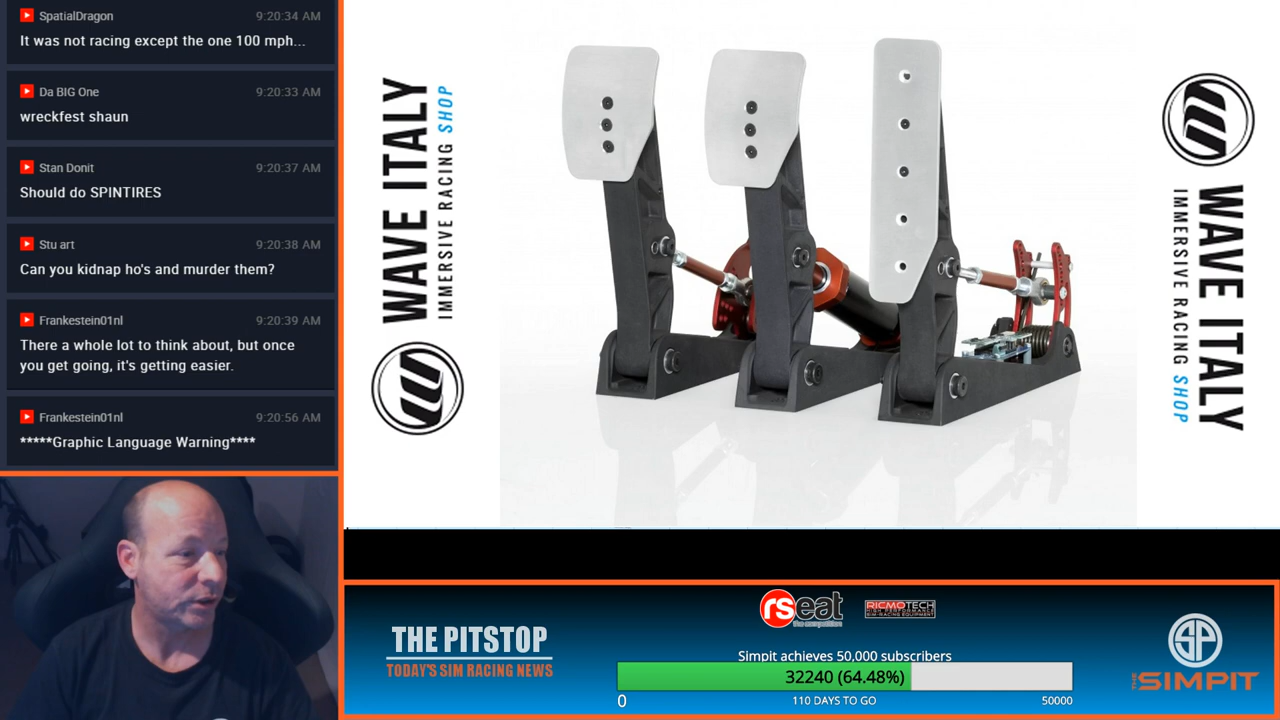 SpatialDragon 9:20:34 AM
It was not racing except the one 100 mph...
Da BIG One 9:20:33 AM
wreckfest shaun
Stan Donit 9:20:37 AM
Should do SPINTIRES
Stu art 9:20:38 AM
Can you kidnap ho's and murder them?
Frankestein01nl 9:20:39 AM
There a whole lot to think about, but once
you get going, it's getting easier.
Frankestein01nl 9:20:56 AM
*****Graphic Language Warning****
WAVE ITALY
IMMERSIVE RACING SHOP
WAVE ITALY
IMMERSIVE RACING SHOP
THE PITSTOP
TODAY'S SIM RACING NEWS
rseat
RICMOTECH
Simpit achieves 50,000 subscribers
32240 (64.48%)
0 110 DAYS TO GO 50000
SP
THE SIMPIT